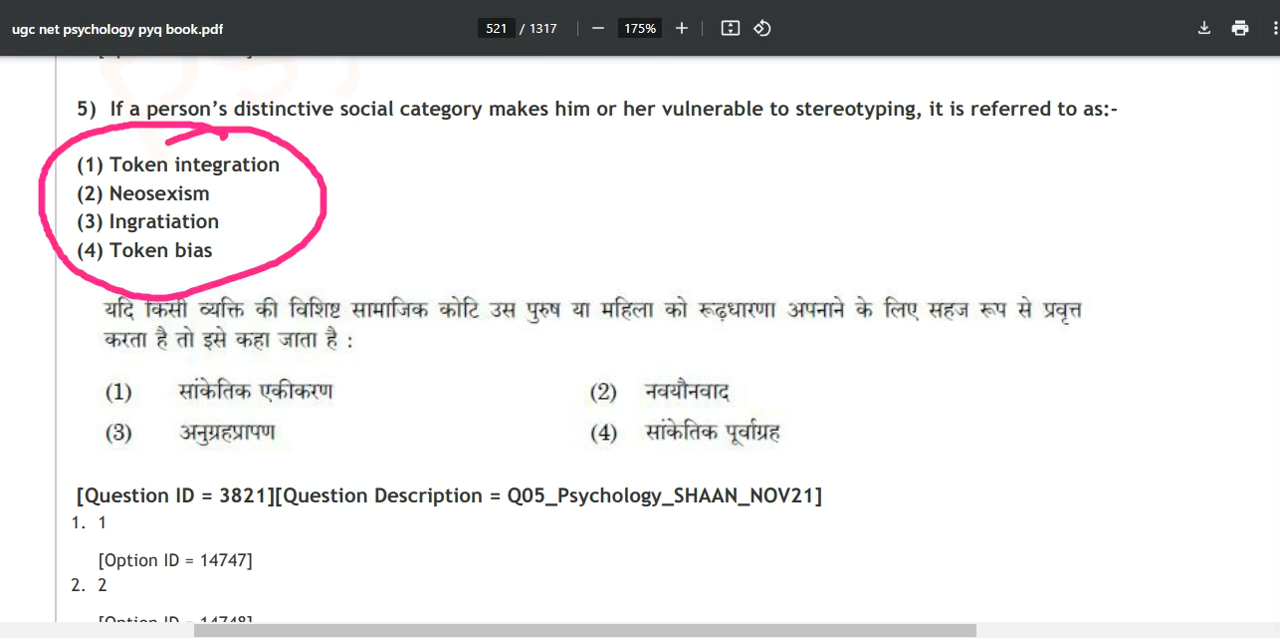 ugc net psychology pyq book.pdf
521 / 1317
175%
5) If a person's distinctive social category makes him or her vulnerable to stereotyping, it is referred to as:-
(1) Token integration
(2) Neosexism
(3) Ingratiation
(4) Token bias
यदि किसी व्यक्ति की विशिष्ट सामाजिक कोटि उस पुरुष या महिला को रूढ़धारणा अपनाने के लिए सहज रूप से प्रवृत्त
करता है तो इसे कहा जाता है :
(1) सांकेतिक एकीकरण (2) नवयौनवाद
(3) अनुग्रहप्रापण (4) सांकेतिक पूर्वाग्रह
[Question ID = 3821][Question Description = Q05_Psychology_SHAAN_NOV21]
1. 1
[Option ID = 14747]
2. 2
[Option ID = 14748]